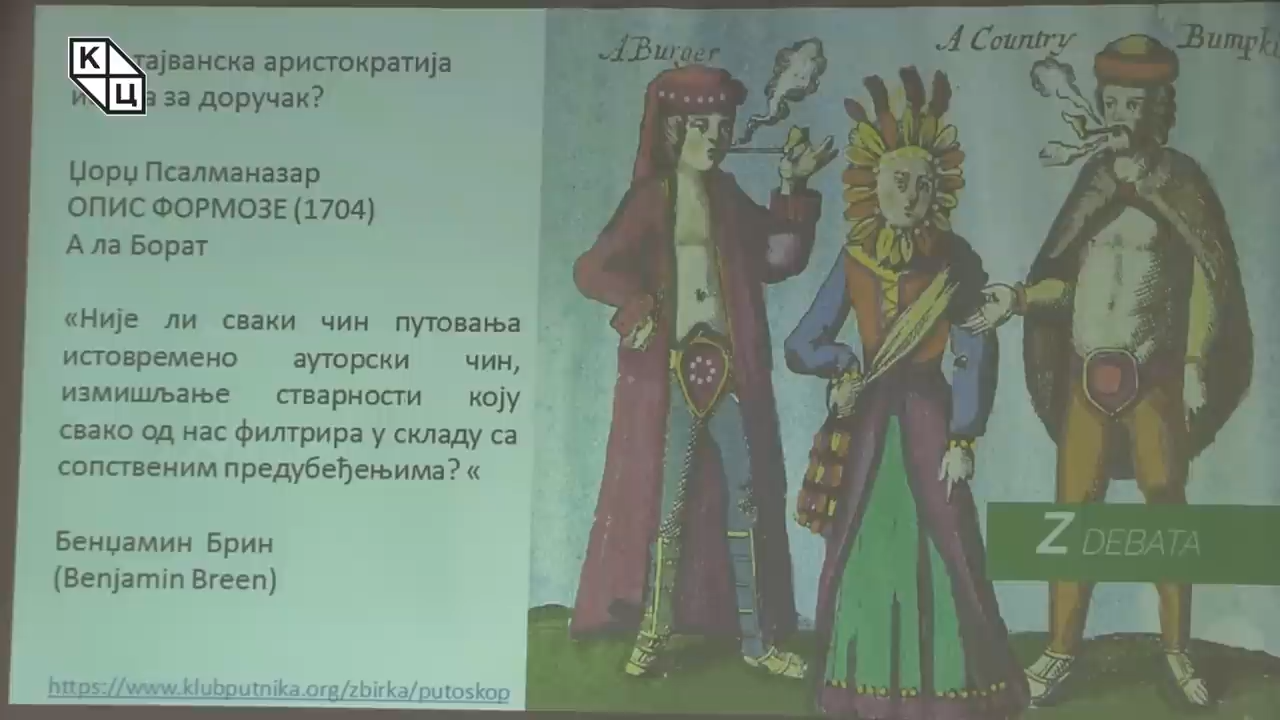 К
Ц
тајванска аристократија
за доручак?
Џорџ Псалманазар
ОПИС ФОРМОЗЕ (1704)
А ла Борат
«Није ли сваки чин путовања
истовремено ауторски чин,
измишљање стварности коју
свако од нас филтрира у складу са
сопственим предубеђењима? «
Бенџамин Брин
(Benjamin Breen)
https://www.klubputnika.org/zbirka/putoskop
A Burger
A Country Bumpki
Z DEBATA